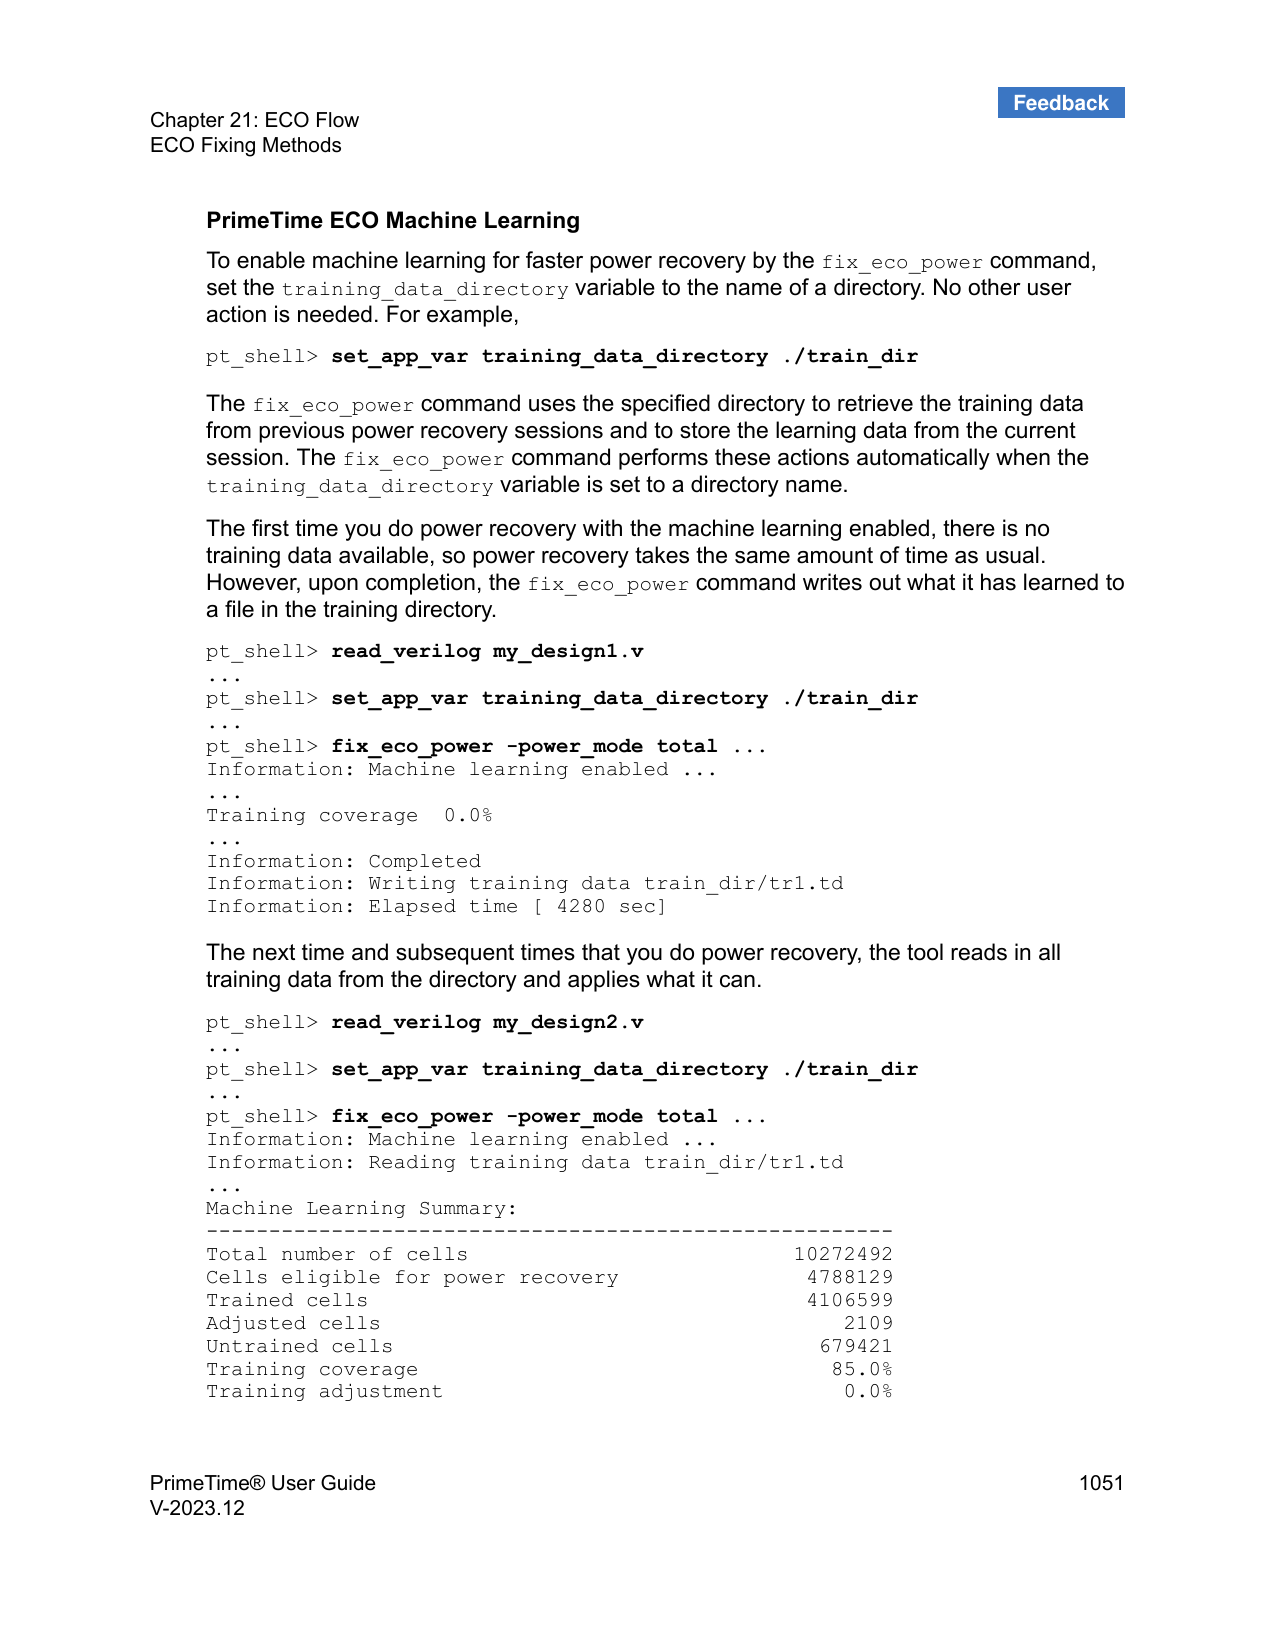 Feedback
Chapter 21: ECO Flow
ECO Fixing Methods
PrimeTime ECO Machine Learning
To enable machine learning for faster power recovery by the fix_eco_power command,
set the training_data_directory variable to the name of a directory. No other user
action is needed. For example,
pt_shell> set_app_var training_data_directory ./train_dir
The fix_eco_power command uses the specified directory to retrieve the training data
from previous power recovery sessions and to store the learning data from the current
session. The fix_eco_power command performs these actions automatically when the
training_data_directory variable is set to a directory name.
The first time you do power recovery with the machine learning enabled, there is no
training data available, so power recovery takes the same amount of time as usual.
However, upon completion, the fix_eco_power command writes out what it has learned to
a file in the training directory.
pt_shell> read_verilog my_design1.v
...
pt_shell> set_app_var training_data_directory ./train_dir
...
pt_shell> fix_eco_power -power_mode total ...
Information: Machine learning enabled ...
...
Training coverage  0.0%
...
Information: Completed
Information: Writing training data train_dir/tr1.td
Information: Elapsed time [ 4280 sec]
The next time and subsequent times that you do power recovery, the tool reads in all
training data from the directory and applies what it can.
pt_shell> read_verilog my_design2.v
...
pt_shell> set_app_var training_data_directory ./train_dir
...
pt_shell> fix_eco_power -power_mode total ...
Information: Machine learning enabled ...
Information: Reading training data train_dir/tr1.td
...
Machine Learning Summary:
-------------------------------------------------------
Total number of cells 10272492
Cells eligible for power recovery 4788129
Trained cells 4106599
Adjusted cells 2109
Untrained cells 679421
Training coverage 85.0%
Training adjustment 0.0%
PrimeTime® User Guide 1051
V-2023.12